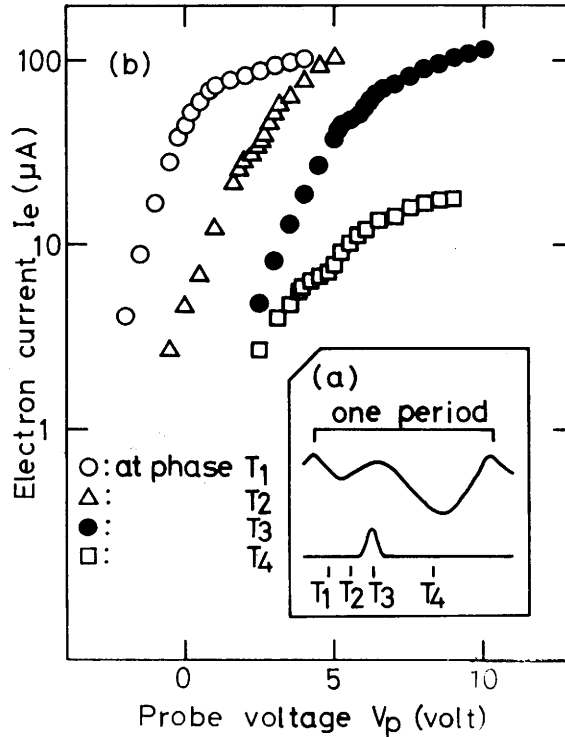 100
10
1
Electron current Ie (μA)
(b)
○: at phase T1
△: T2
●: T3
□: T4
(a)
one period
T1 T2 T3 T4
0 5 10
Probe voltage Vp (volt)